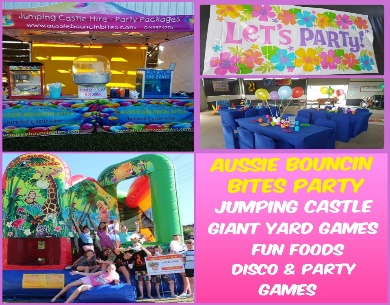 Jumping Castle Hire - Party Packages
www.aussiebouncinbites.com
LET'S PARTY!
AUSSIE BOUNCIN
BITES PARTY
JUMPING CASTLE
GIANT YARD GAMES
FUN FOODS
DISCO & PARTY
GAMES